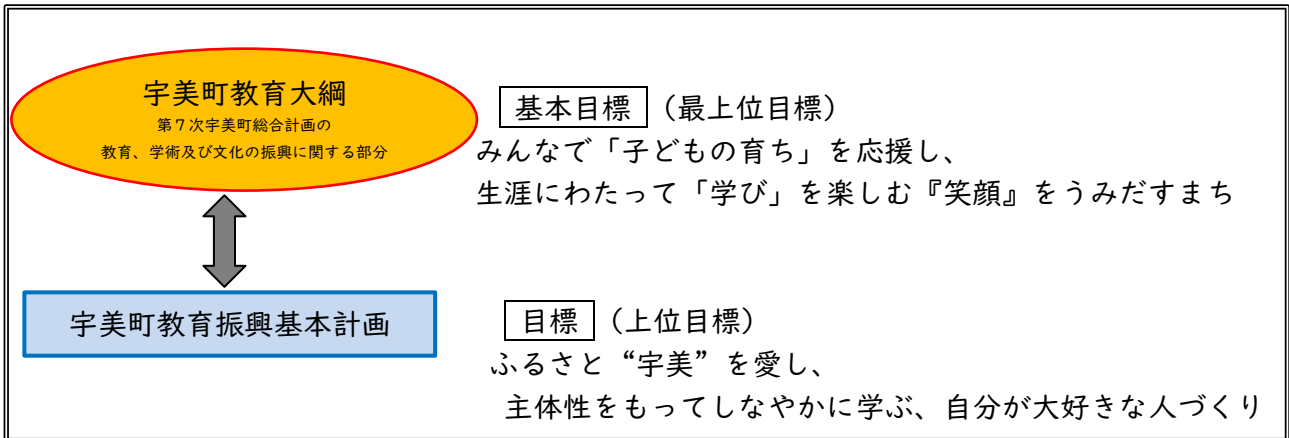 宇美町教育大綱
第7次宇美町総合計画の
教育、学術及び文化の振興に関する部分
基本目標（最上位目標）
みんなで「子どもの育ち」を応援し、
生涯にわたって「学び」を楽しむ『笑顔』をうみだすまち
宇美町教育振興基本計画
目標（上位目標）
ふるさと“宇美”を愛し、
主体性をもってしなやかに学ぶ、自分が大好きな人づくり